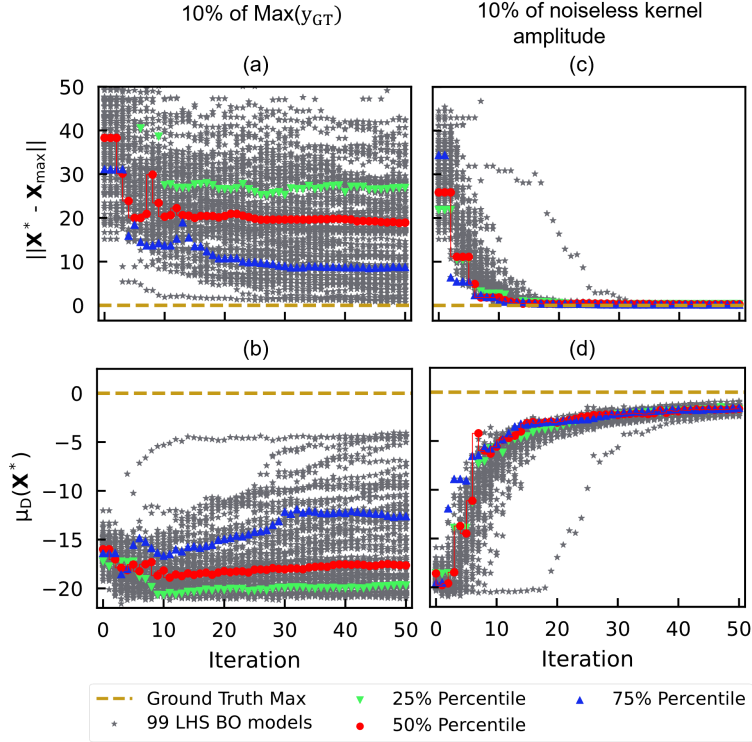 10% of Max(y_GT)
10% of noiseless kernel
amplitude
(a)
(c)
||X* - X_max||
50
40
30
20
10
0
(b)
(d)
μ_D(X*)
0
−5
−10
−15
−20
0 10 20 30 40 50
0 10 20 30 40 50
Iteration
Iteration
Ground Truth Max
25% Percentile
75% Percentile
99 LHS BO models
50% Percentile